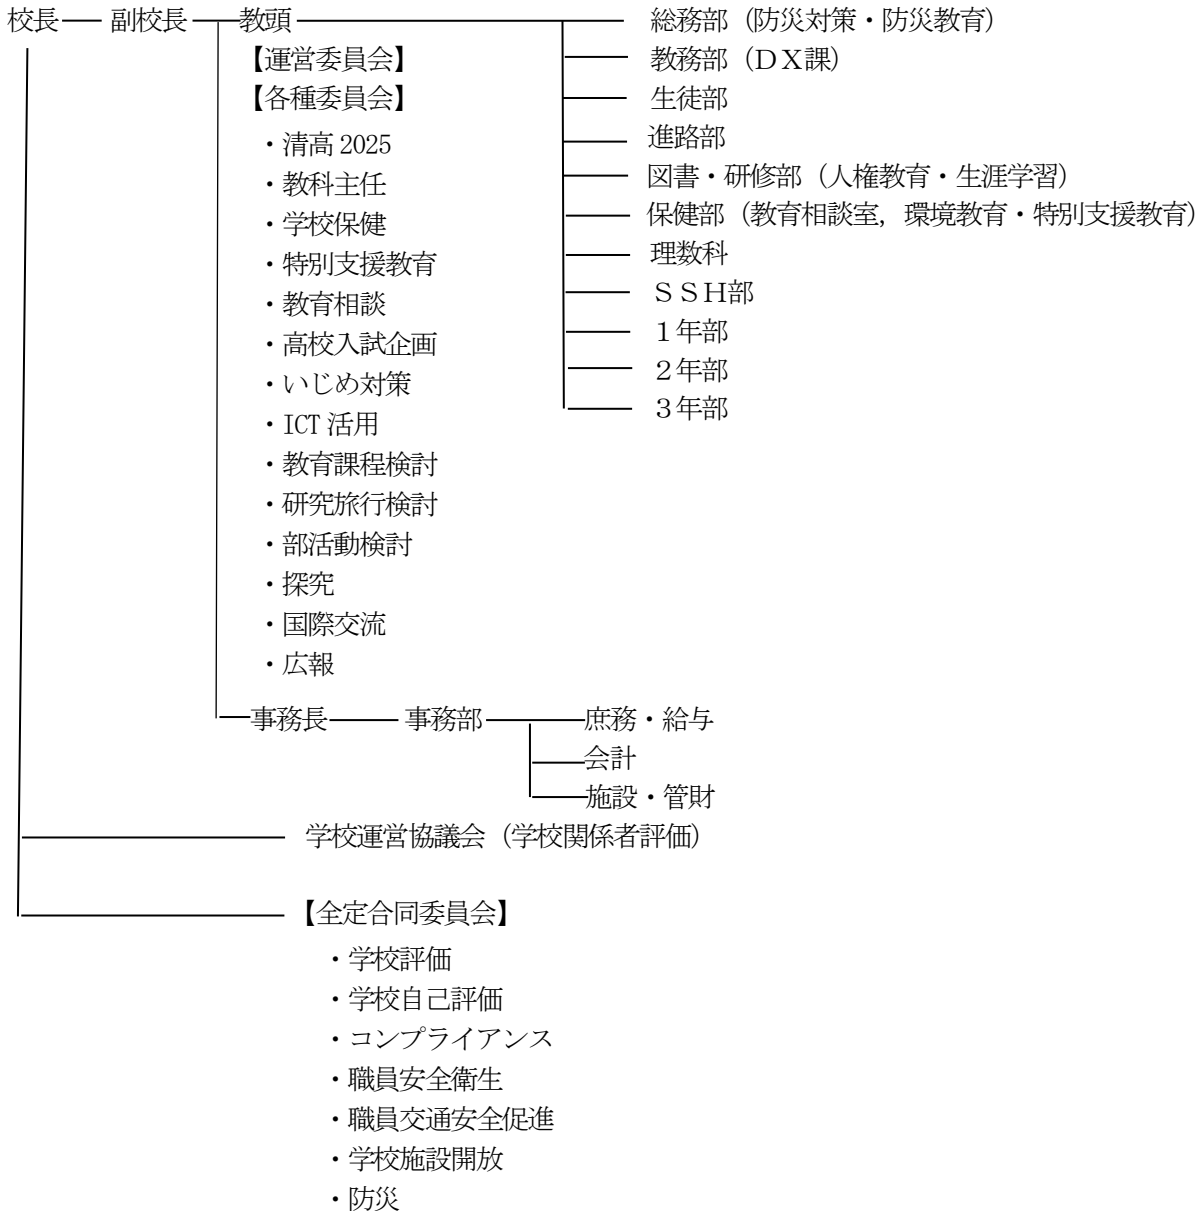 校長 副校長 教頭 総務部（防災対策・防災教育）
【運営委員会】 教務部（ＤＸ課）
【各種委員会】 生徒部
・清高 2025 進路部
・教科主任 図書・研修部（人権教育・生涯学習）
・学校保健 保健部（教育相談室，環境教育・特別支援教育）
・特別支援教育 理数科
・教育相談 ＳＳＨ部
・高校入試企画 １年部
・いじめ対策 ２年部
・ICT 活用 ３年部
・教育課程検討
・研究旅行検討
・部活動検討
・探究
・国際交流
・広報
事務長 事務部 庶務・給与
会計
施設・管財
学校運営協議会（学校関係者評価）
【全定合同委員会】
・学校評価
・学校自己評価
・コンプライアンス
・職員安全衛生
・職員交通安全促進
・学校施設開放
・防災